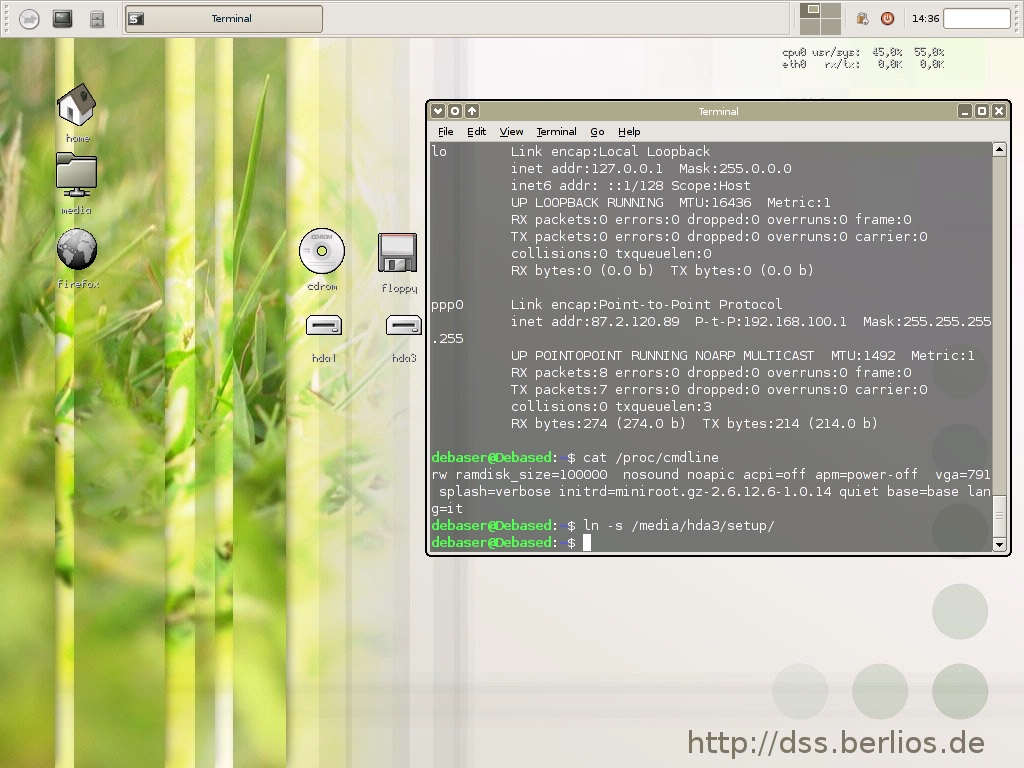 Terminal
14:36
cpu0 usr/sys: 45,0% 55,0%
eth0 rx/tx: 0,0K 0,0K
home
media
firefox
CD-ROM
cdrom
floppy
hda1
hda3
Terminal
File Edit View Terminal Go Help
lo Link encap:Local Loopback
inet addr:127.0.0.1 Mask:255.0.0.0
inet6 addr: ::1/128 Scope:Host
UP LOOPBACK RUNNING MTU:16436 Metric:1
RX packets:0 errors:0 dropped:0 overruns:0 frame:0
TX packets:0 errors:0 dropped:0 overruns:0 carrier:0
collisions:0 txqueuelen:0
RX bytes:0 (0.0 b) TX bytes:0 (0.0 b)
ppp0 Link encap:Point-to-Point Protocol
inet addr:87.2.120.89 P-t-P:192.168.100.1 Mask:255.255.255
.255
UP POINTOPOINT RUNNING NOARP MULTICAST MTU:1492 Metric:1
RX packets:8 errors:0 dropped:0 overruns:0 frame:0
TX packets:7 errors:0 dropped:0 overruns:0 carrier:0
collisions:0 txqueuelen:3
RX bytes:274 (274.0 b) TX bytes:214 (214.0 b)
debaser@Debased:~$ cat /proc/cmdline
rw ramdisk_size=100000 nosound noapic acpi=off apm=power-off vga=791
splash=verbose initrd=miniroot.gz-2.6.12.6-1.0.14 quiet base=base lan
g=it
debaser@Debased:~$ ln -s /media/hda3/setup/
debaser@Debased:~$
http://dss.berlios.de